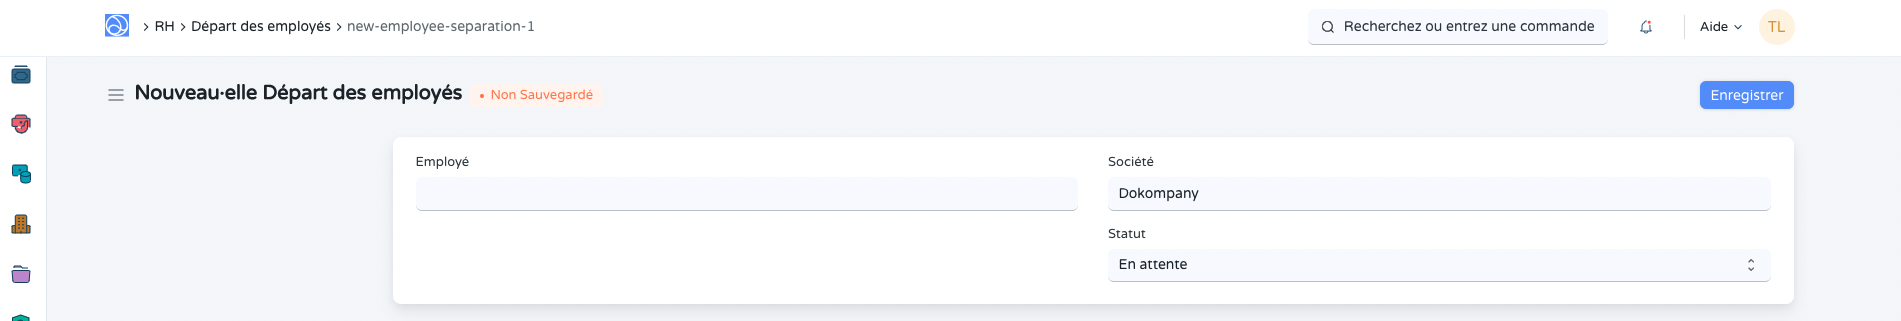 > RH > Départ des employés > new-employee-separation-1
Recherchez ou entrez une commande
Aide
TL
Nouveau·elle Départ des employés
• Non Sauvegardé
Enregistrer
Employé
Société
Dokompany
Statut
En attente